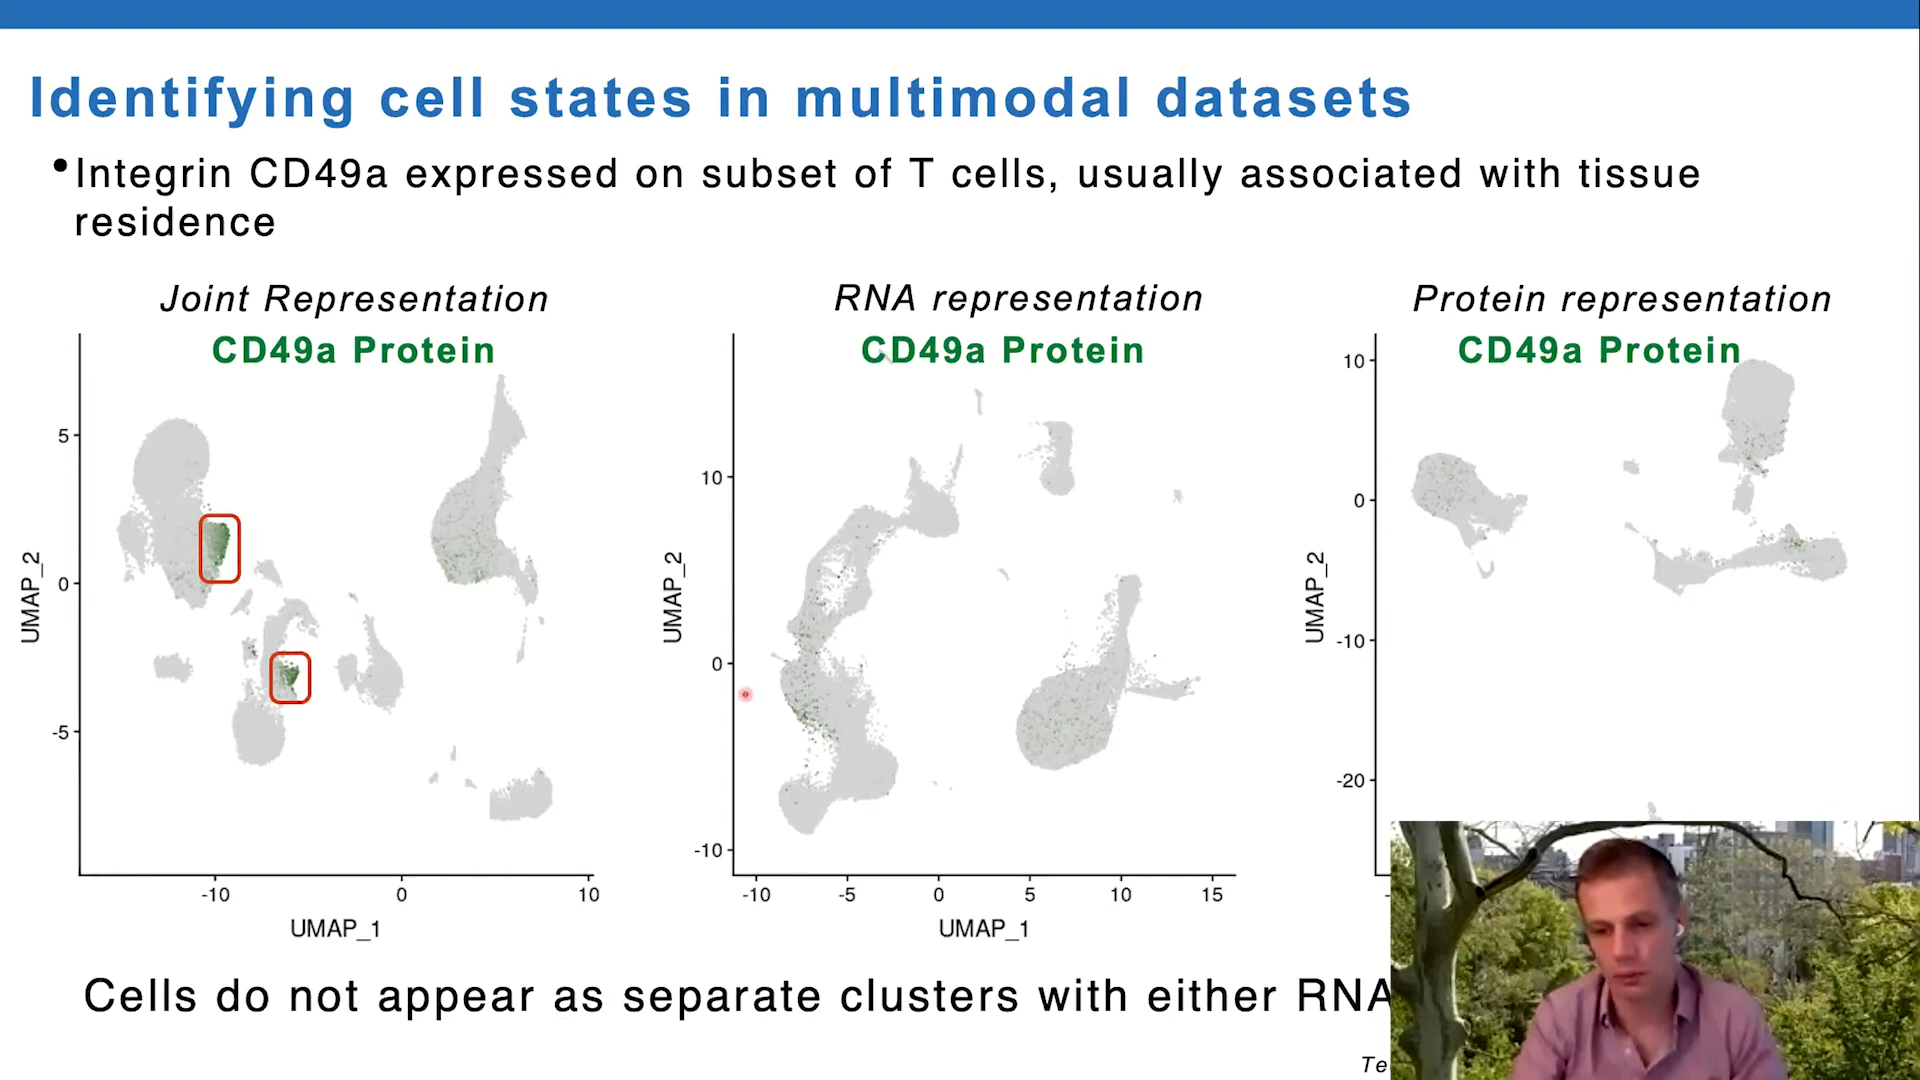 Identifying cell states in multimodal datasets
•Integrin CD49a expressed on subset of T cells, usually associated with tissue
residence
Joint Representation
CD49a Protein
5
0
-5
UMAP_2
-10
0
10
UMAP_1
RNA representation
CD49a Protein
10
0
-10
UMAP_2
-10
-5
0
5
10
15
UMAP_1
Protein representation
CD49a Protein
10
0
-10
-20
UMAP_2
Cells do not appear as separate clusters with either RNA
Te